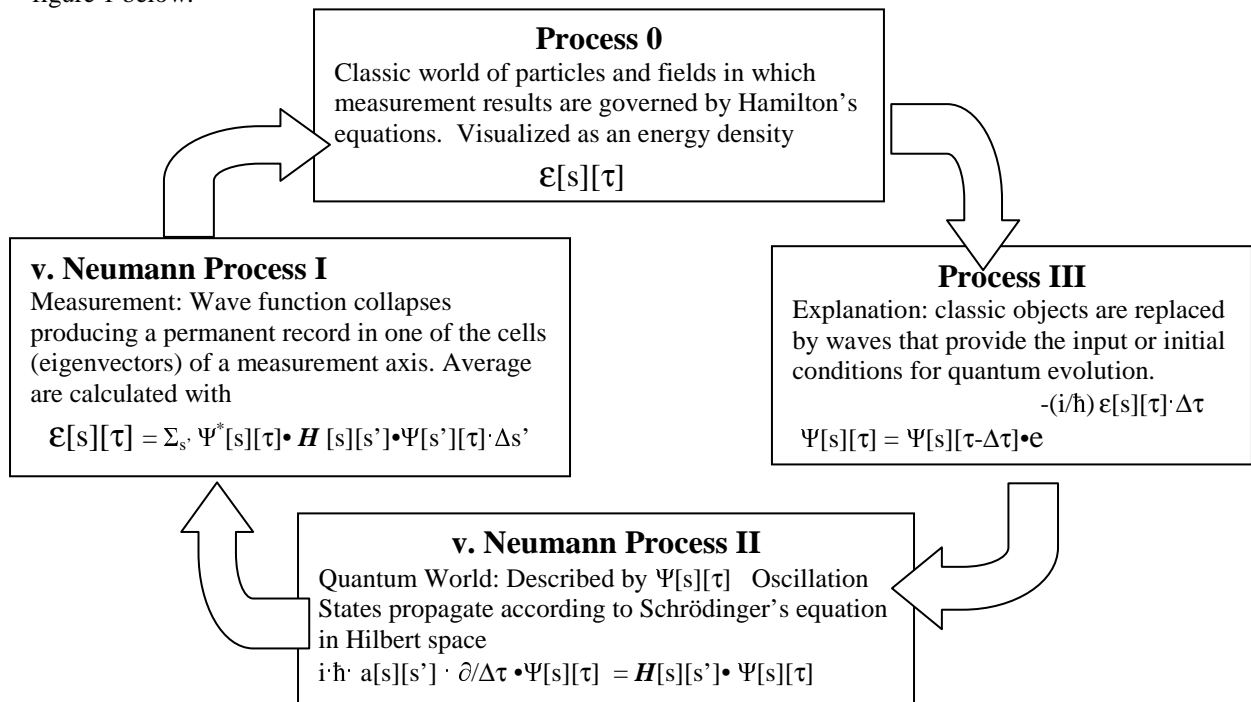 figure 1 below.
Process 0
Classic world of particles and fields in which
measurement results are governed by Hamilton's
equations. Visualized as an energy density
Ɛ[s][τ]
v. Neumann Process I
Measurement: Wave function collapses
producing a permanent record in one of the cells
(eigenvectors) of a measurement axis. Average
are calculated with
Ɛ[s][τ] = Σs' Ψ*[s][τ]• H [s][s']•Ψ[s'][τ]·Δs'
Process III
Explanation: classic objects are replaced
by waves that provide the input or initial
conditions for quantum evolution.
-(i/ħ) ε[s][τ]·Δτ
Ψ[s][τ] = Ψ[s][τ-Δτ]•e
v. Neumann Process II
Quantum World: Described by Ψ[s][τ] Oscillation
States propagate according to Schrödinger's equation
in Hilbert space
i·ħ· a[s][s'] · ∂/Δτ •Ψ[s][τ] = H[s][s']• Ψ[s][τ]